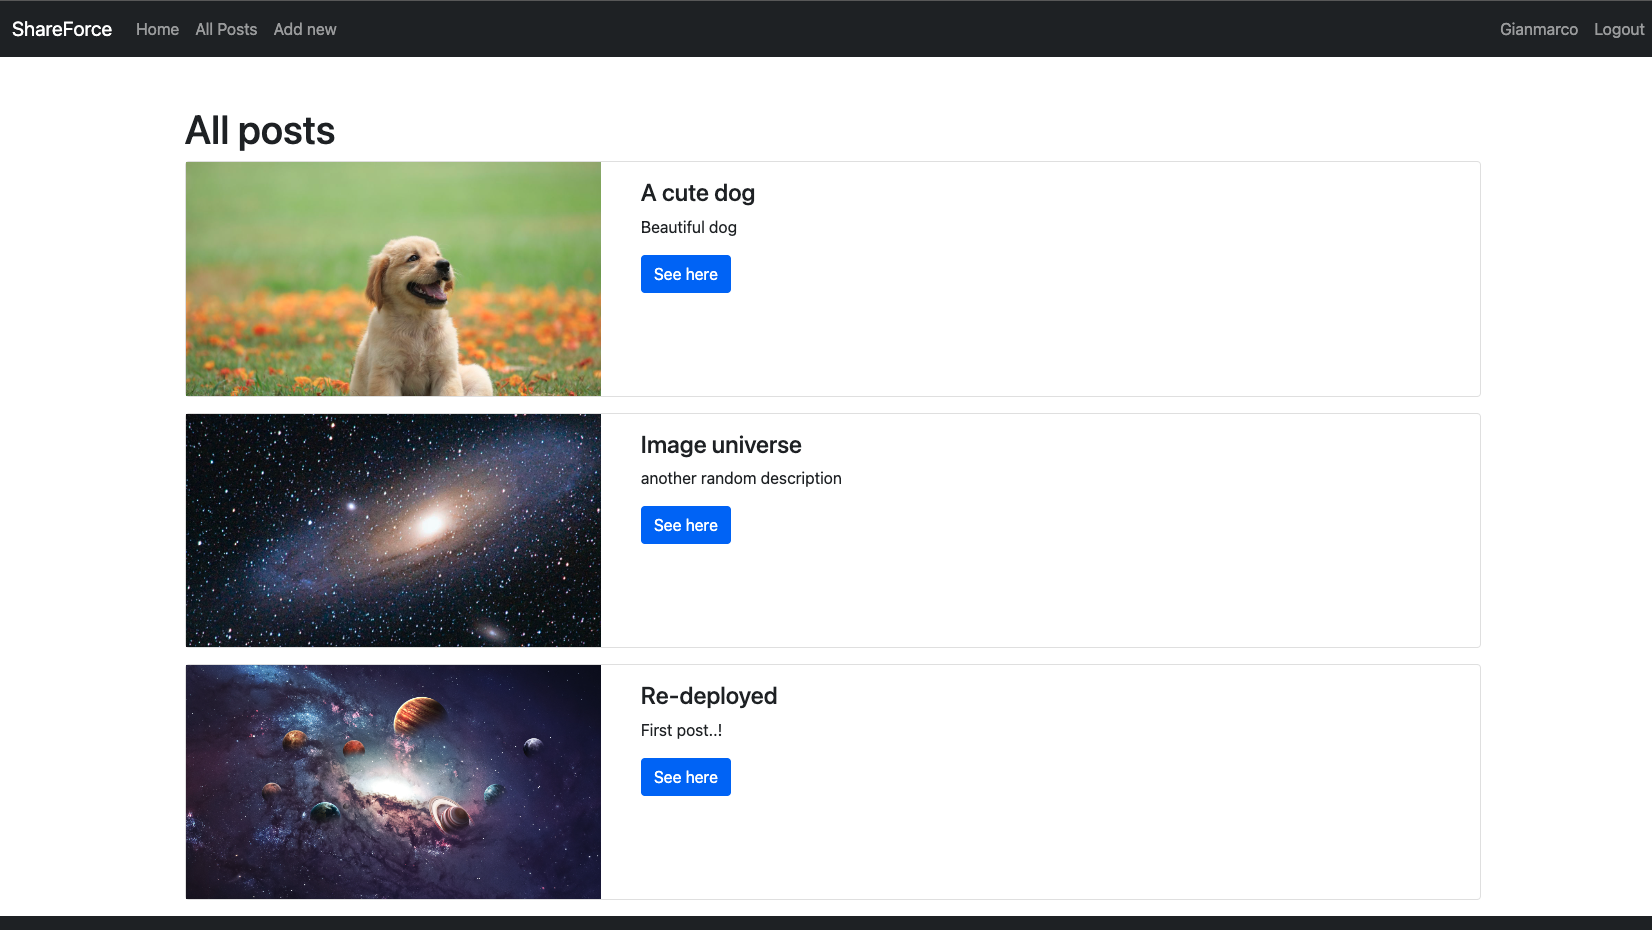 ShareForce Home All Posts Add new Gianmarco Logout
All posts
A cute dog
Beautiful dog
See here
Image universe
another random description
See here
Re-deployed
First post..!
See here